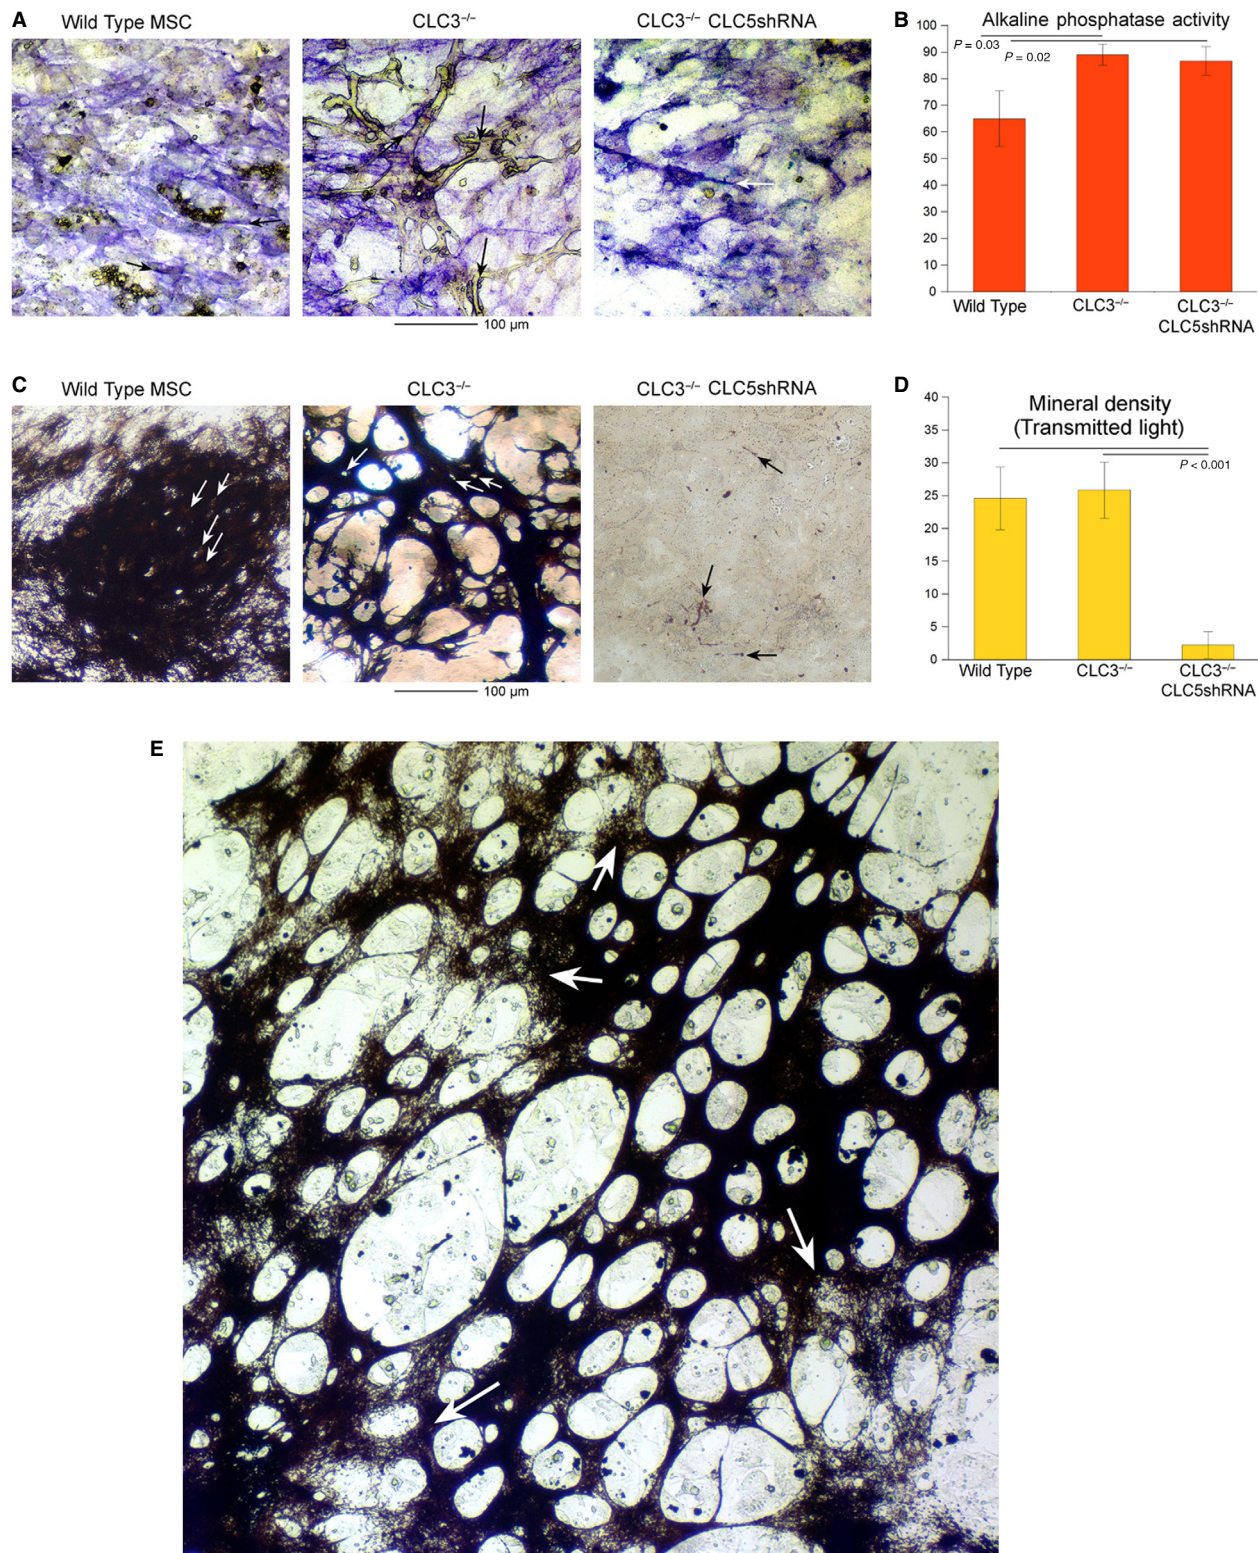 A
Wild Type MSC
CLC3⁻/⁻
CLC3⁻/⁻ CLC5shRNA
100 µm
B
Alkaline phosphatase activity
P = 0.03
P = 0.02
100
90
80
70
60
50
40
30
20
10
0
Wild Type
CLC3⁻/⁻
CLC3⁻/⁻
CLC5shRNA
C
Wild Type MSC
CLC3⁻/⁻
CLC3⁻/⁻ CLC5shRNA
100 µm
D
Mineral density
(Transmitted light)
P < 0.001
40
35
30
25
20
15
10
5
0
Wild Type
CLC3⁻/⁻
CLC3⁻/⁻
CLC5shRNA
E